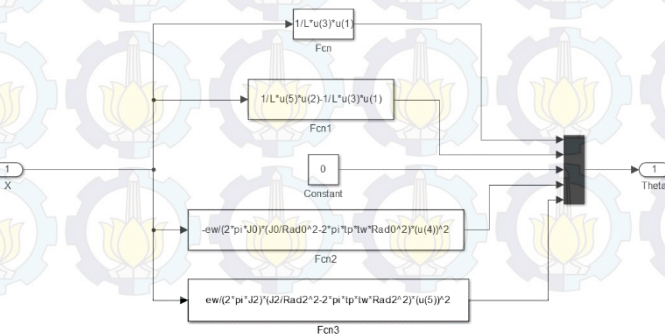 1/L*u(3)*u(1)
Fcn
1/L*u(5)*u(2)-1/L*u(3)*u(1)
Fcn1
1
X
0
Constant
1
Theta
-ew/(2*pi*J0)*(J0/Rad0^2-2*pi*tp*tw*Rad0^2)*(u(4))^2
Fcn2
ew/(2*pi*J2)*(J2/Rad2^2-2*pi*tp*tw*Rad2^2)*(u(5))^2
Fcn3